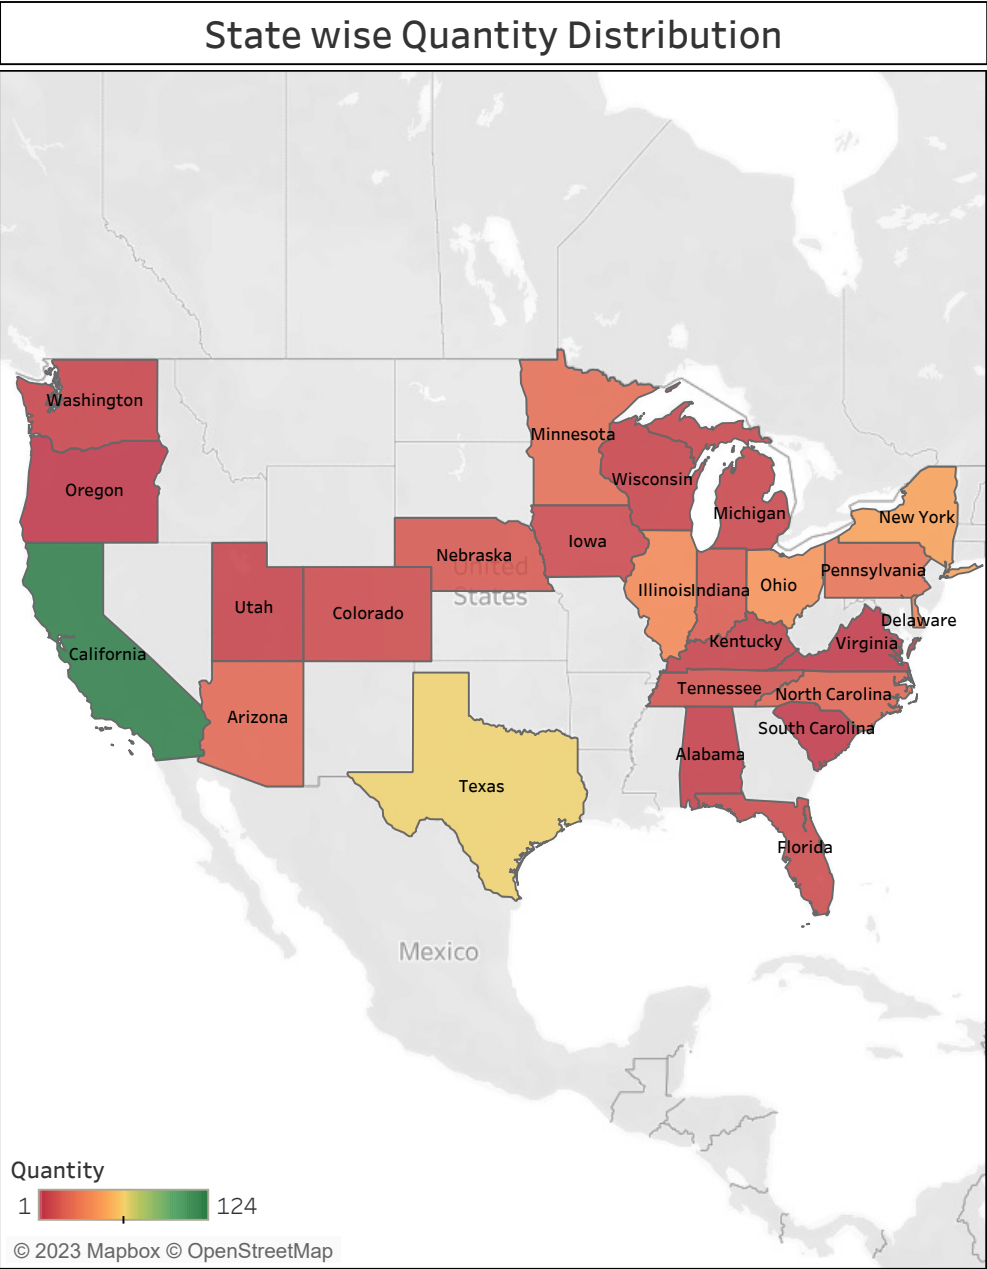 State wise Quantity Distribution
Washington
Minnesota
Wisconsin
Oregon
Michigan
New York
Iowa
Nebraska
United
States
Pennsylvania
Illinois
Indiana
Ohio
Utah
Colorado
Delaware
Kentucky
Virginia
California
Tennessee
North Carolina
Arizona
South Carolina
Alabama
Texas
Florida
Mexico
Quantity
1 124
© 2023 Mapbox © OpenStreetMap